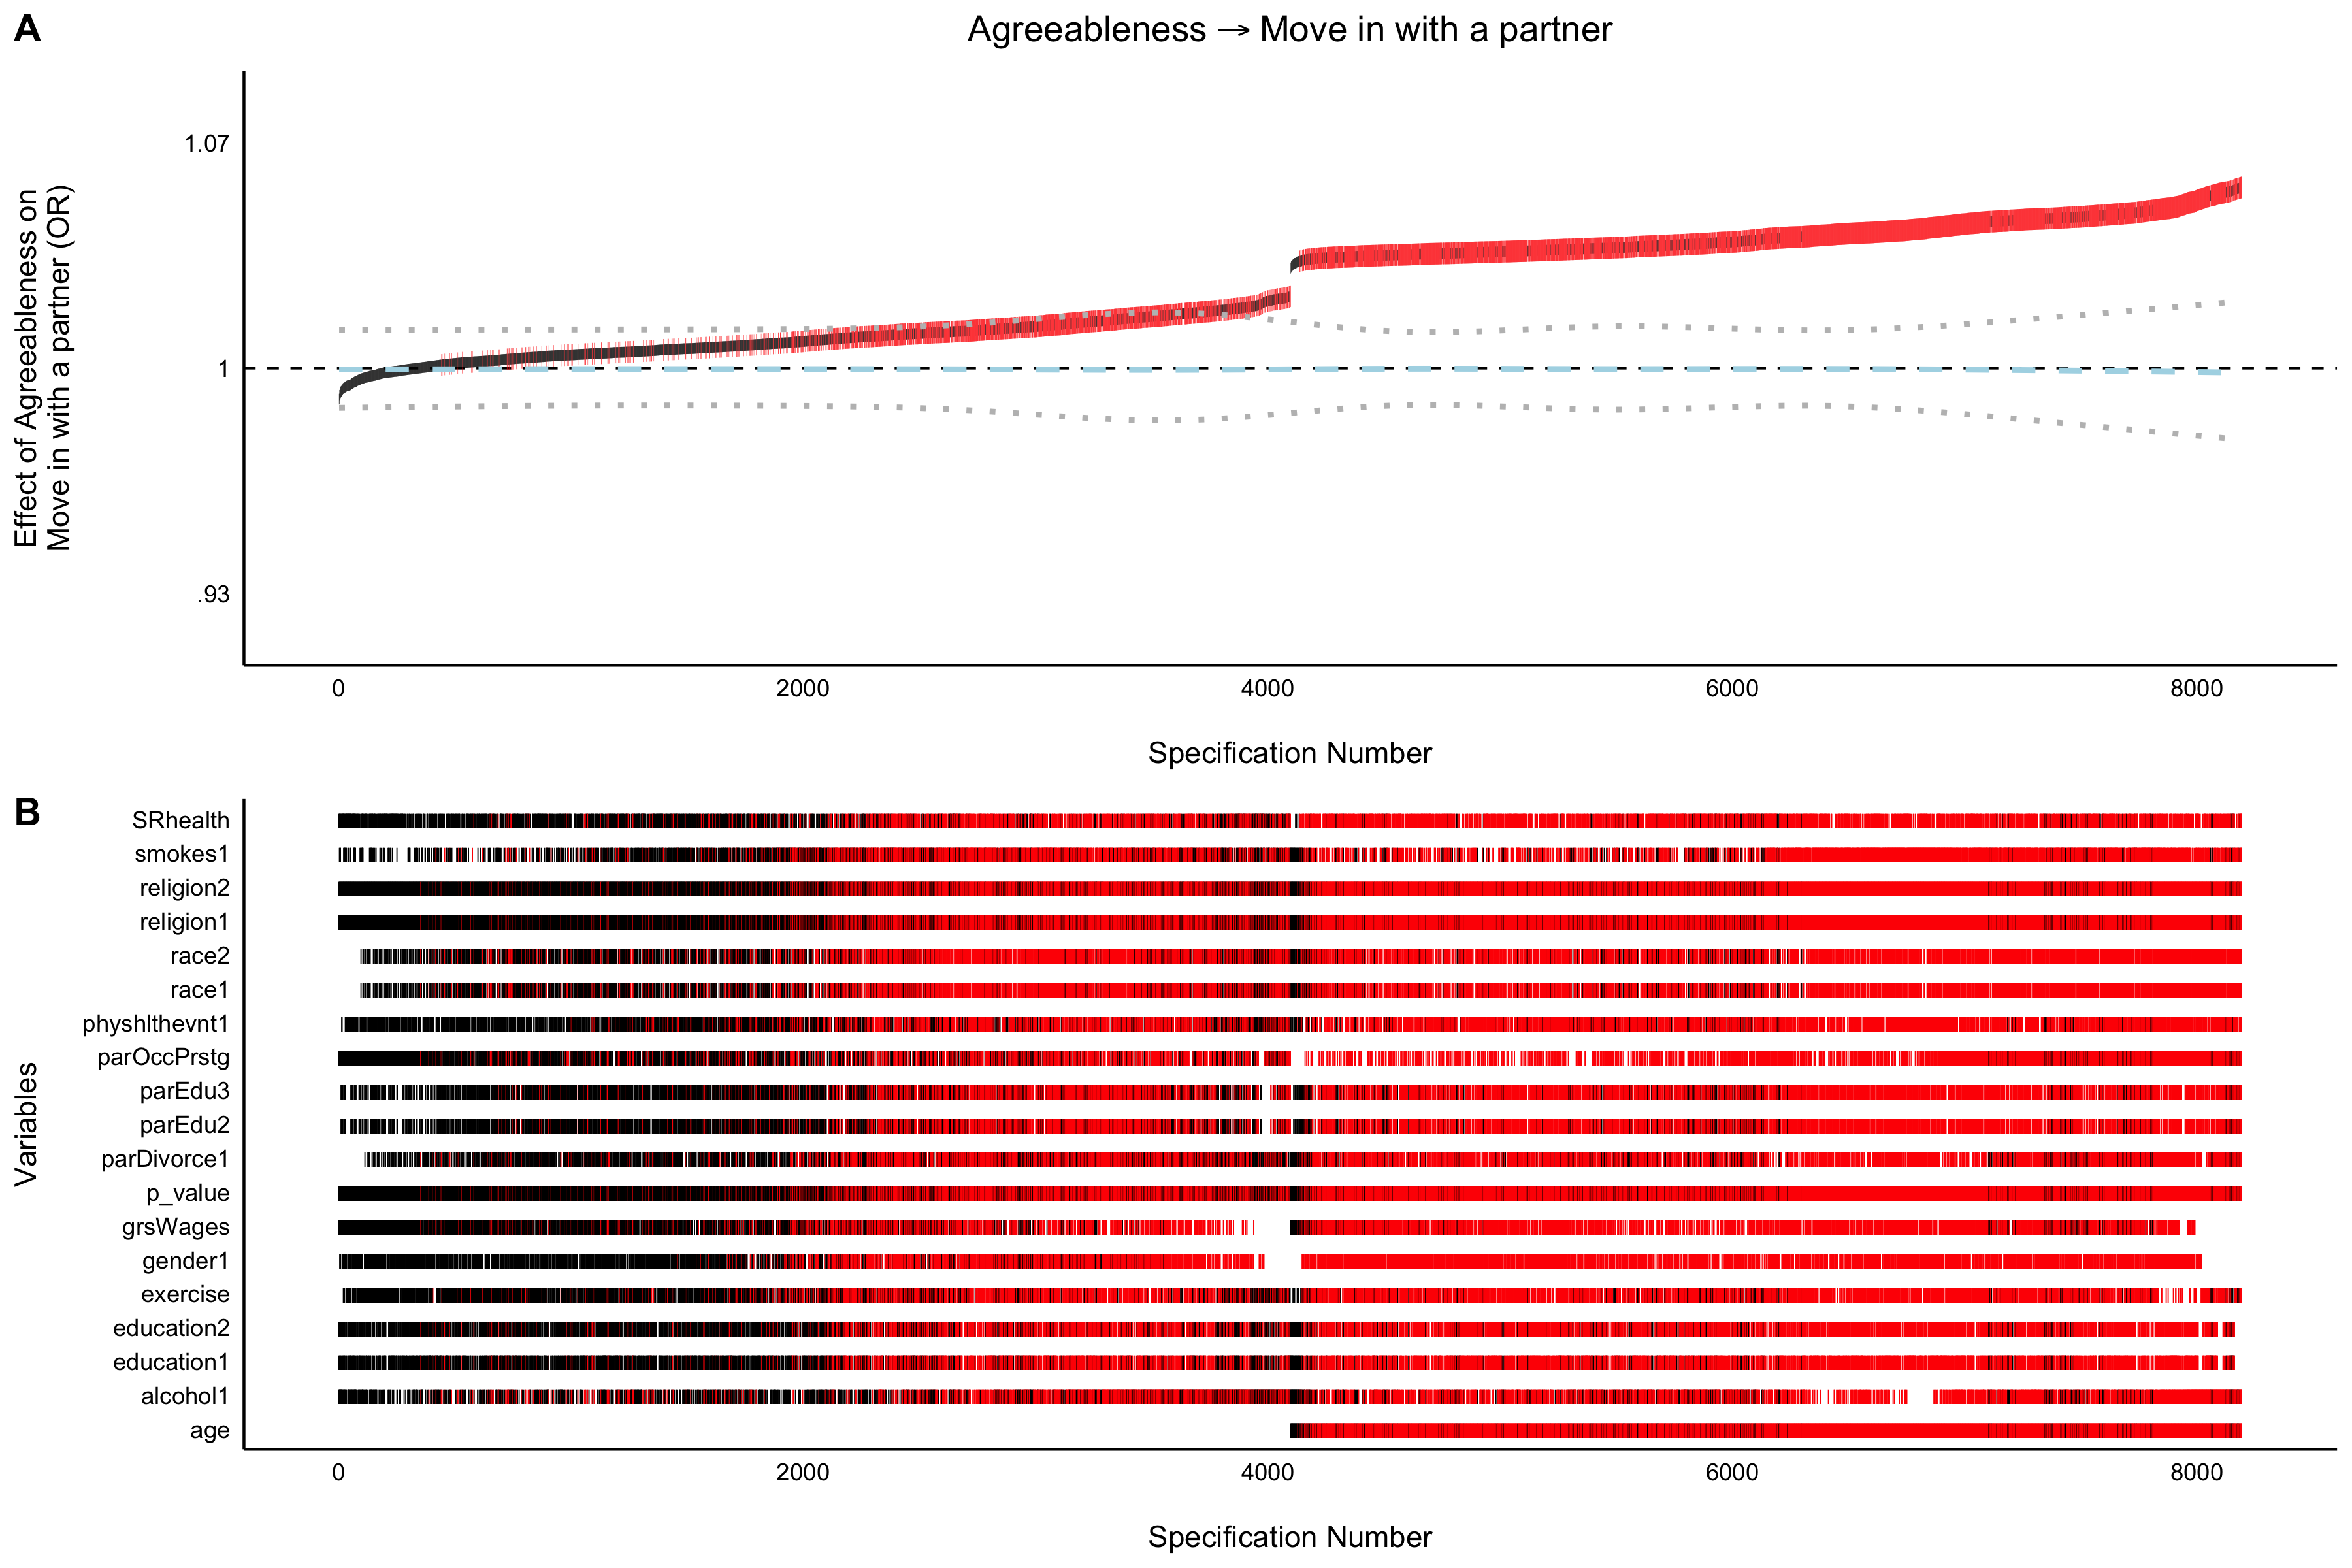 A
Agreeableness → Move in with a partner
Effect of Agreeableness on
Move in with a partner (OR)
1.07
1
.93
0 2000 4000 6000 8000
Specification Number
B
Variables
SRhealth
smokes1
religion2
religion1
race2
race1
physhlthevnt1
parOccPrstg
parEdu3
parEdu2
parDivorce1
p_value
grsWages
gender1
exercise
education2
education1
alcohol1
age
0 2000 4000 6000 8000
Specification Number